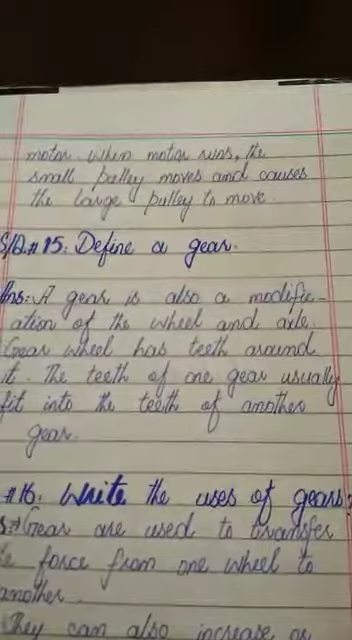 motor. When motor runs, the
small pulley moves and causes
the large pulley to move.
S/Q.#15: Define a gear.
Ans: A gear is also a modific-
ation of the wheel and axle.
Gear wheel has teeth around
it. The teeth of one gear usually
fit into the teeth of another
gear.
#16. Write the uses of gears?
S: Gear are used to transfer
force from one wheel to
another.
They can also increase or